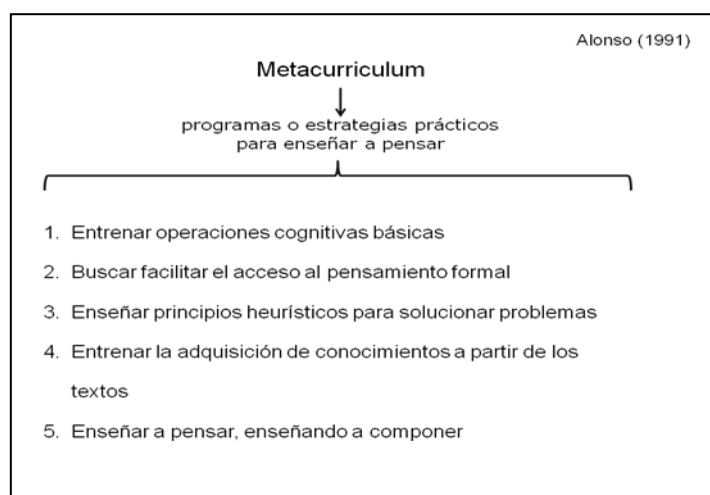 Alonso (1991)
Metacurriculum
programas o estrategias prácticos
para enseñar a pensar
1. Entrenar operaciones cognitivas básicas
2. Buscar facilitar el acceso al pensamiento formal
3. Enseñar principios heurísticos para solucionar problemas
4. Entrenar la adquisición de conocimientos a partir de los
textos
5. Enseñar a pensar, enseñando a componer